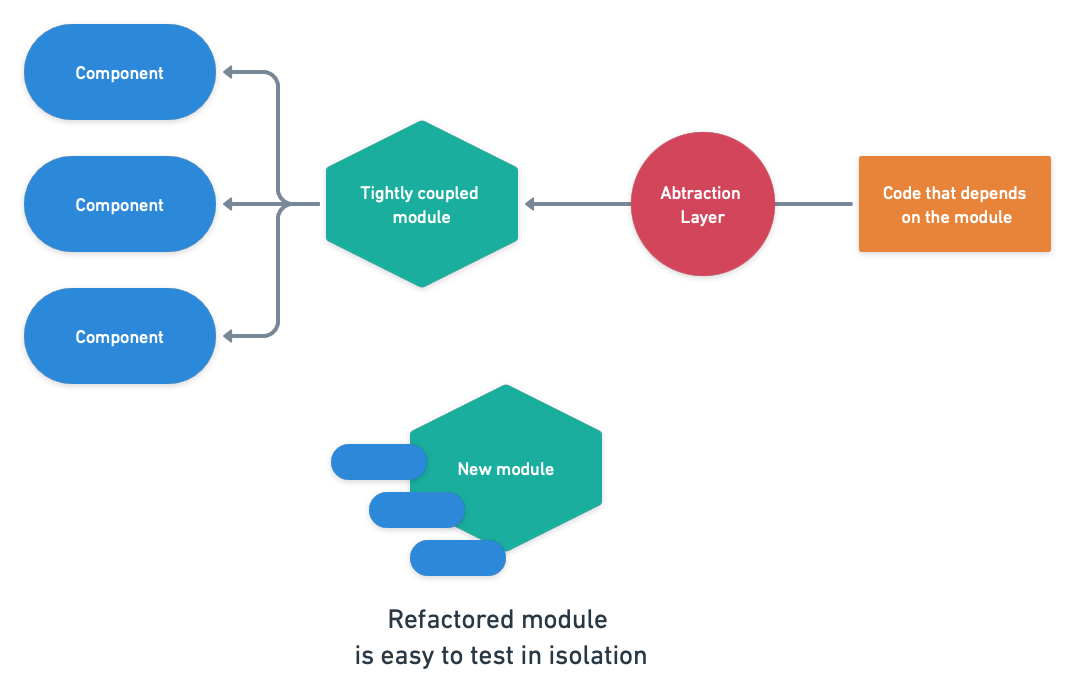 Component
Component
Component
Tightly coupled
module
Abtraction
Layer
Code that depends
on the module
New module
Refactored module
is easy to test in isolation